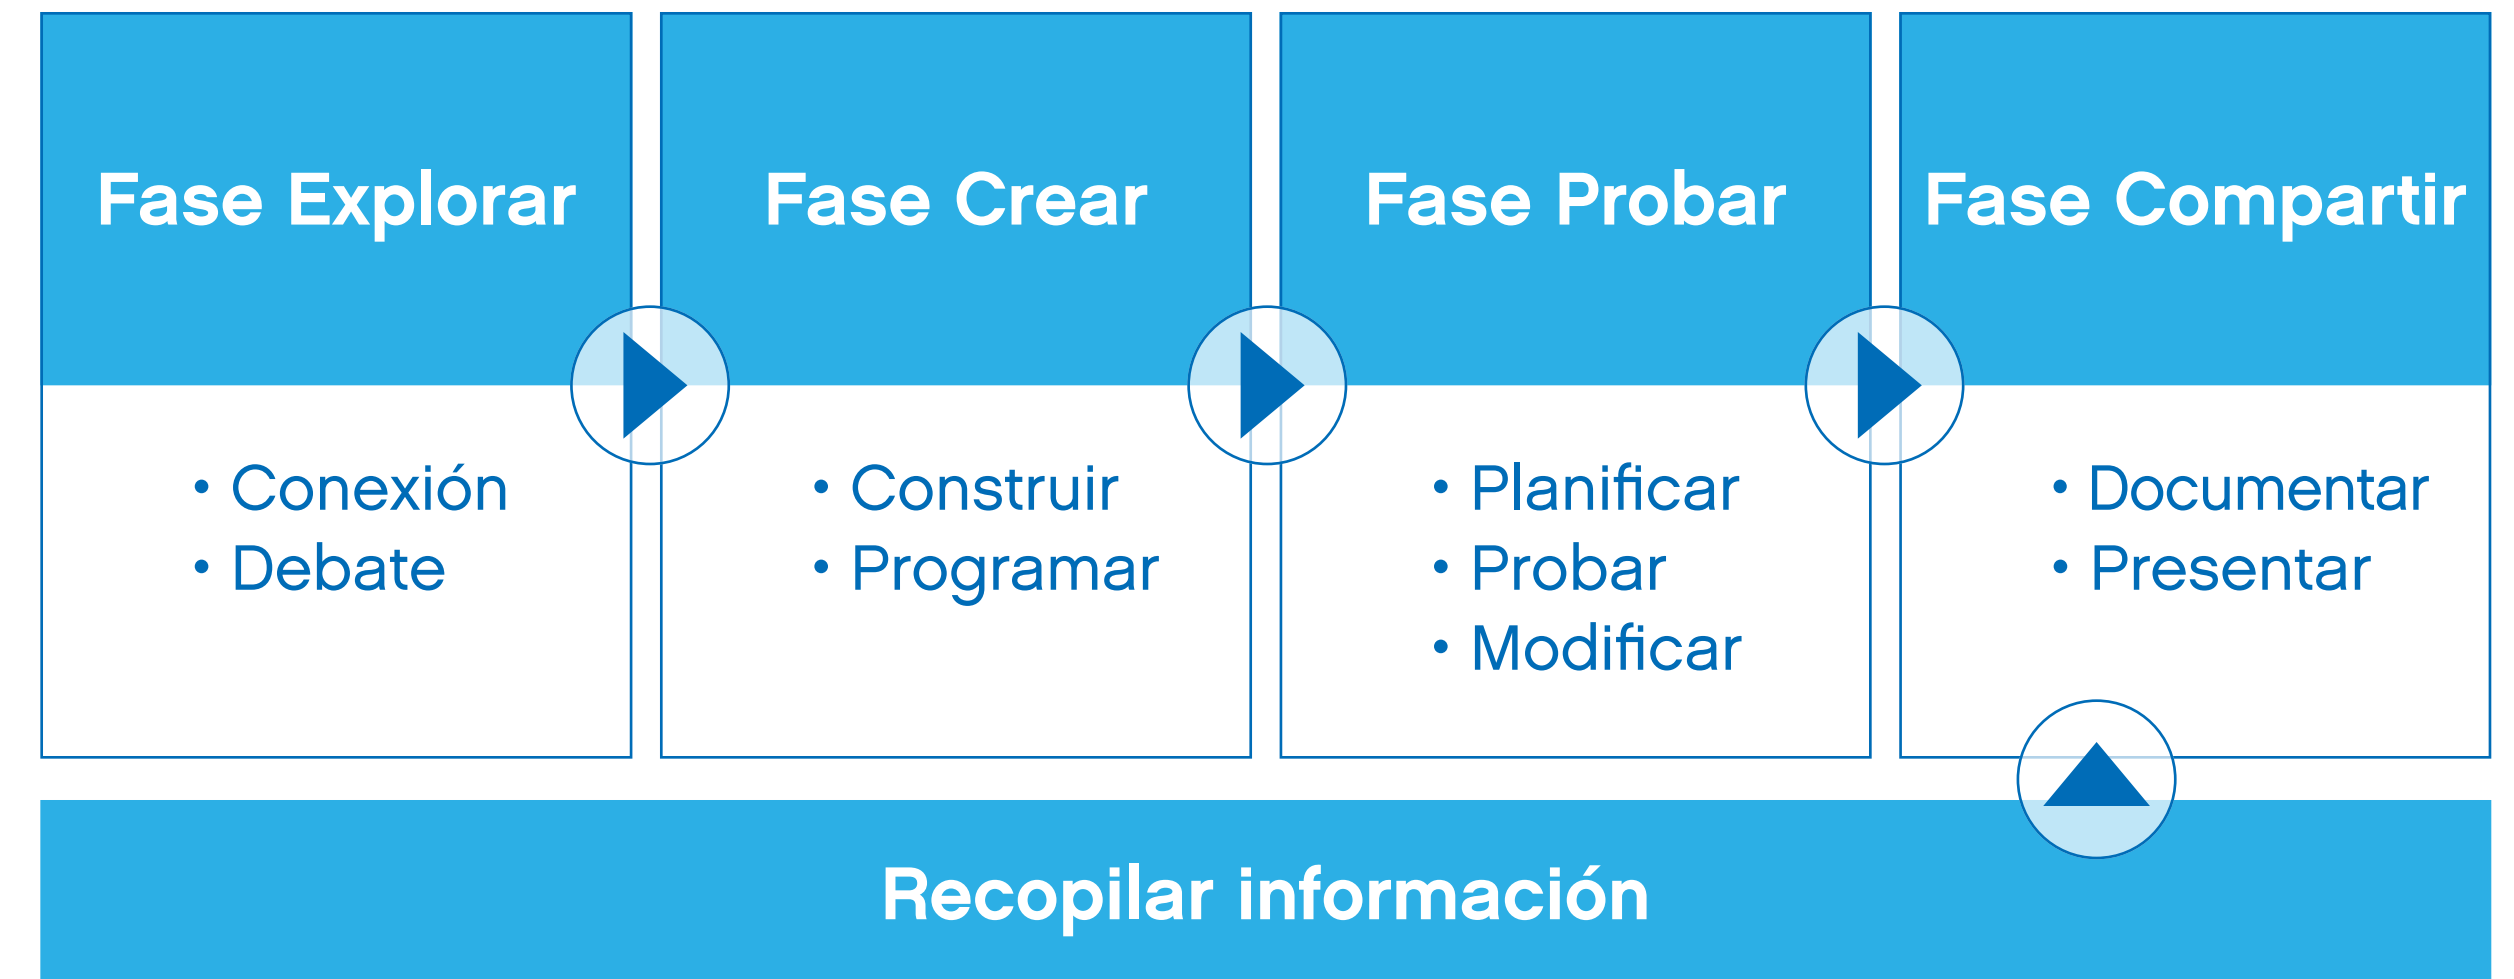 Fase Explorar
• Conexión
• Debate
Fase Crear
• Construir
• Programar
Fase Probar
• Planificar
• Probar
• Modificar
Fase Compartir
• Documentar
• Presentar
Recopilar información